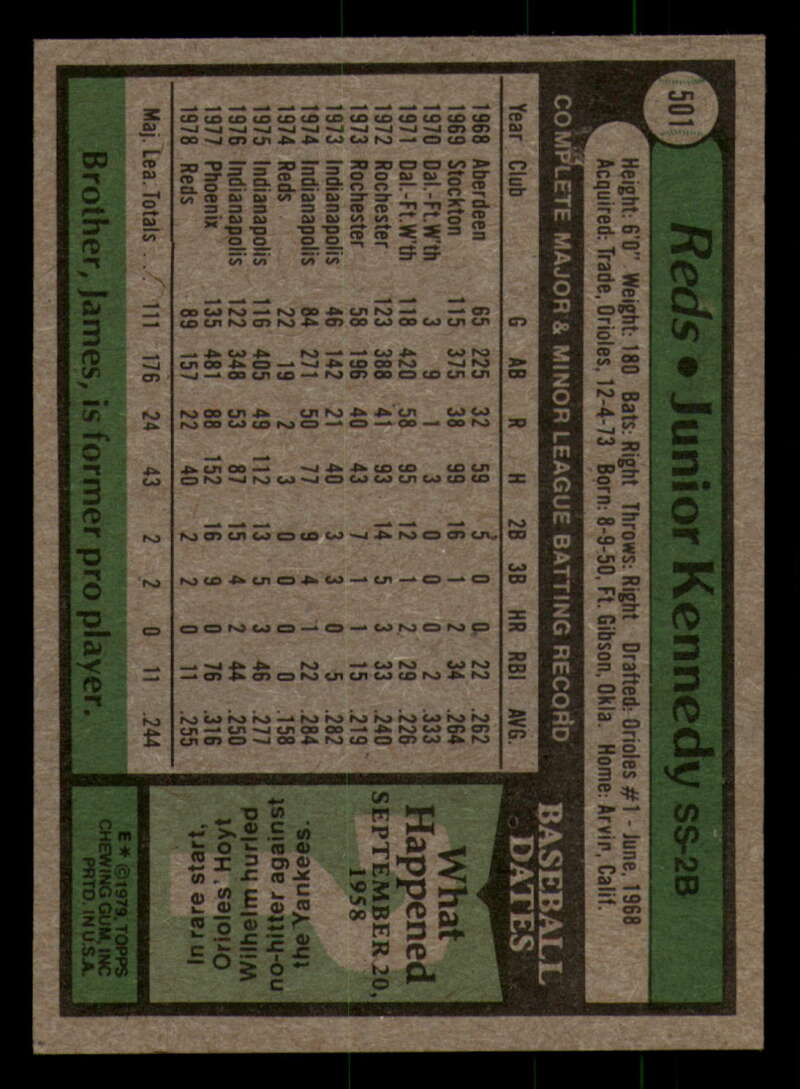 501
Reds • Junior Kennedy SS-2B
Height: 6'0" Weight: 180 Bats: Right Throws: Right Drafted: Orioles #1 - June, 1968
Acquired: Trade, Orioles, 12-4-73 Born: 8-9-50, Ft. Gibson, Okla. Home: Arvin, Calif.
COMPLETE MAJOR & MINOR LEAGUE BATTING RECORD
Year Club G AB R H 2B 3B HR RBI AVG.
1968 Aberdeen 65 225 32 59 5 0 0 22 .262
1969 Stockton 115 375 38 99 16 1 2 34 .264
1970 Dal.-Ft.W'th 3 9 1 3 0 0 0 2 .333
1971 Dal.-Ft.W'th 118 420 58 95 12 1 2 29 .226
1972 Rochester 123 388 41 93 14 5 3 33 .240
1973 Rochester 58 196 40 43 7 1 1 15 .219
1973 Indianapolis 46 142 21 40 3 3 0 5 .282
1974 Indianapolis 84 271 50 77 9 4 1 22 .284
1974 Reds 22 19 2 3 0 0 0 0 .158
1975 Indianapolis 116 405 49 112 13 5 3 46 .277
1976 Indianapolis 122 348 53 87 15 4 2 44 .250
1977 Phoenix 135 481 88 152 16 9 0 76 .316
1978 Reds 89 157 22 40 2 2 0 11 .255
Maj. Lea. Totals ... 111 176 24 43 2 2 0 11 .244
Brother, James, is former pro player.
BASEBALL
DATES
What
Happened
SEPTEMBER 20,
1958
In rare start,
Orioles' Hoyt
Wilhelm hurled
no-hitter against
the Yankees.
E * © 1979, TOPPS
CHEWING GUM, INC
PRTD. IN U.S.A.